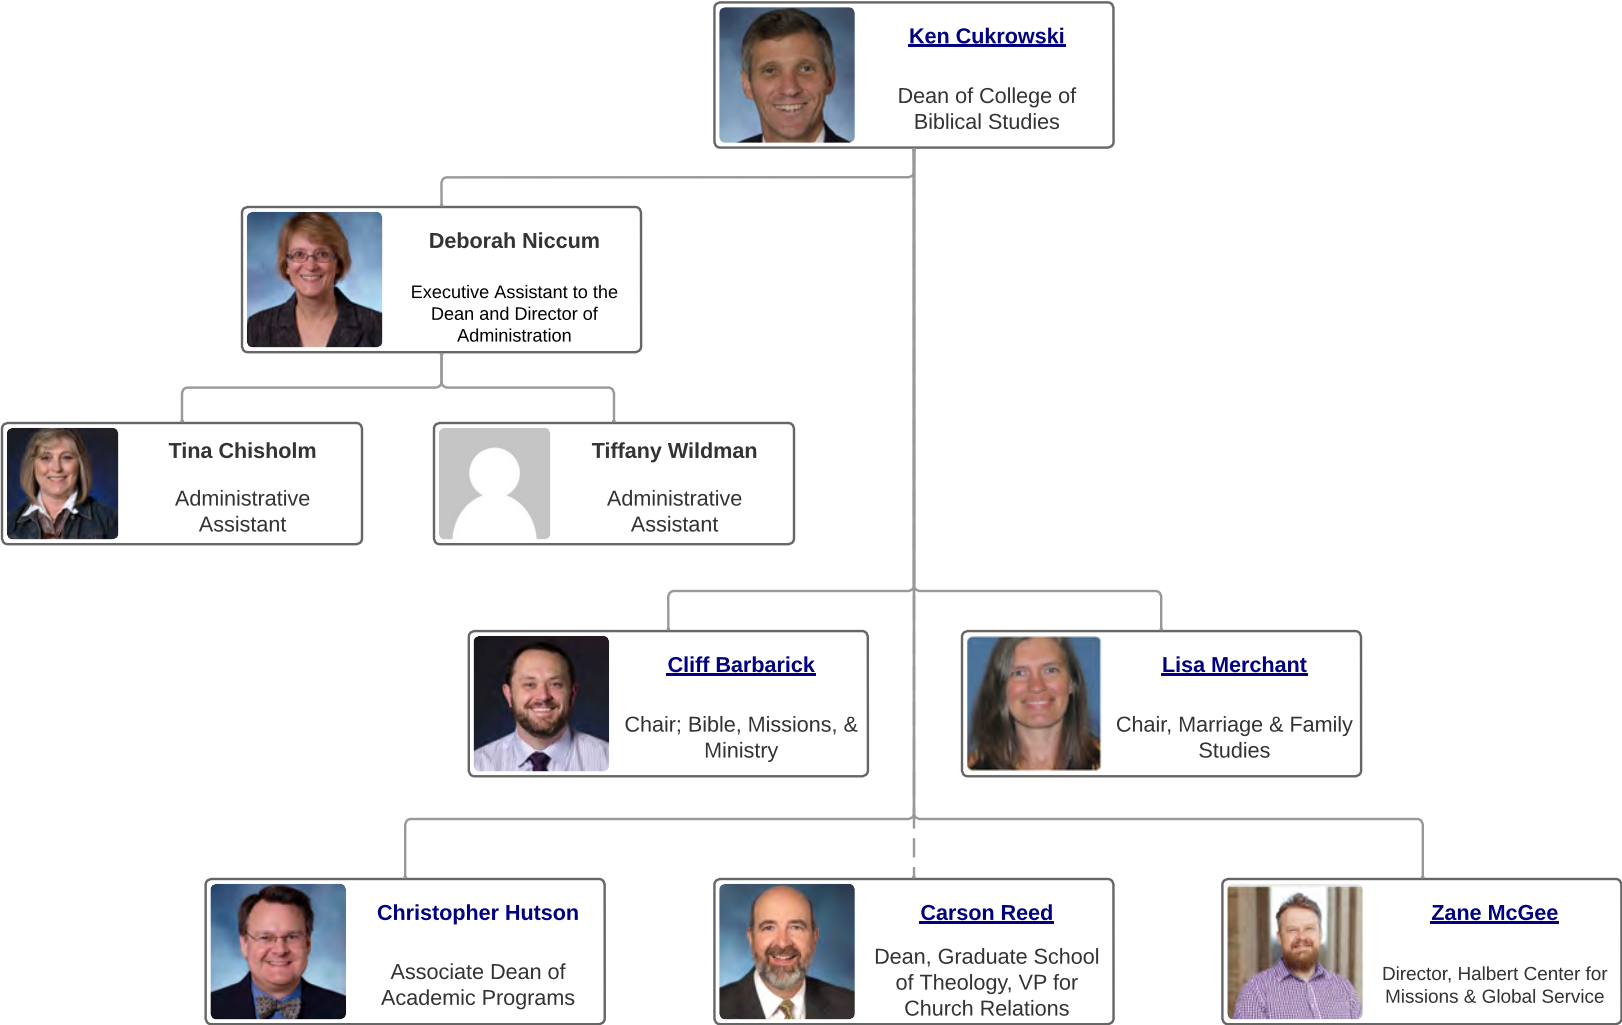 Ken Cukrowski
Dean of College of
Biblical Studies
Deborah Niccum
Executive Assistant to the
Dean and Director of
Administration
Tina Chisholm
Administrative
Assistant
Tiffany Wildman
Administrative
Assistant
Cliff Barbarick
Chair; Bible, Missions, &
Ministry
Lisa Merchant
Chair, Marriage & Family
Studies
Christopher Hutson
Associate Dean of
Academic Programs
Carson Reed
Dean, Graduate School
of Theology, VP for
Church Relations
Zane McGee
Director, Halbert Center for
Missions & Global Service